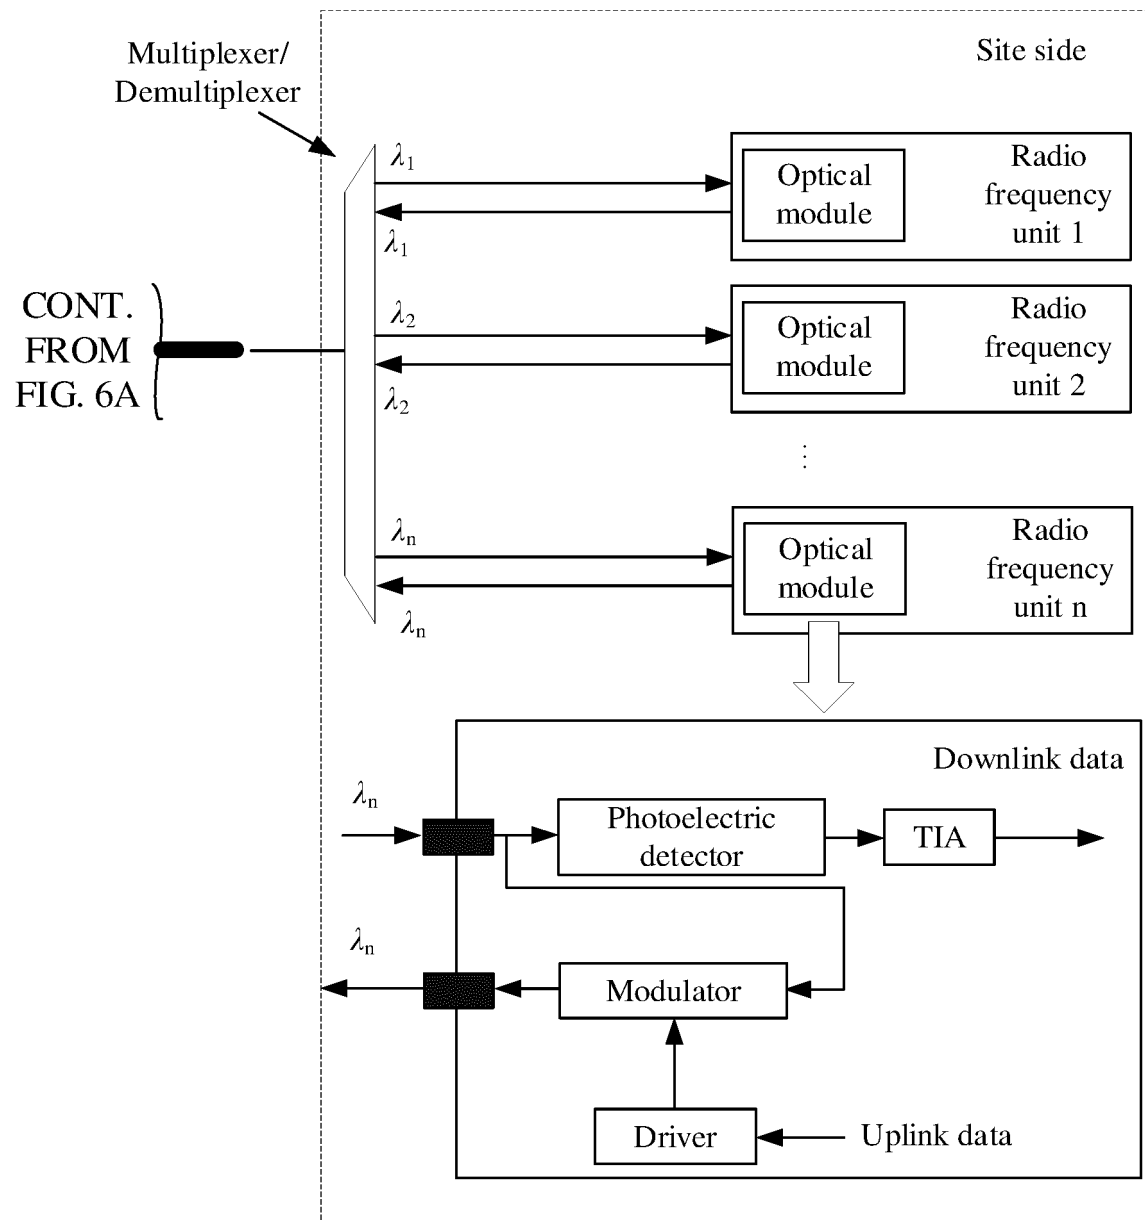 Multiplexer/
Demultiplexer
Site side
λ1
λ1
Optical
module
Radio
frequency
unit 1
CONT.
FROM
FIG. 6A
λ2
λ2
Optical
module
Radio
frequency
unit 2
⋮
λn
λn
Optical
module
Radio
frequency
unit n
Downlink data
λn
Photoelectric
detector
TIA
λn
Modulator
Driver
Uplink data